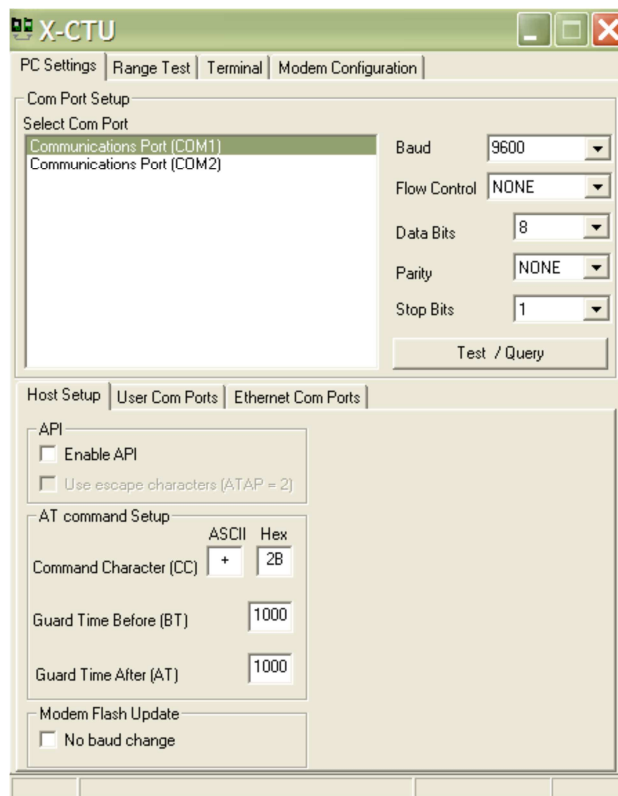 X-CTU
PC Settings Range Test Terminal Modem Configuration
Com Port Setup
Select Com Port
Communications Port (COM1)
Communications Port (COM2)
Baud 9600
Flow Control NONE
Data Bits 8
Parity NONE
Stop Bits 1
Test / Query
Host Setup User Com Ports Ethernet Com Ports
API
Enable API
Use escape characters (ATAP = 2)
AT command Setup
ASCII Hex
Command Character (CC) + 2B
Guard Time Before (BT) 1000
Guard Time After (AT) 1000
Modem Flash Update
No baud change